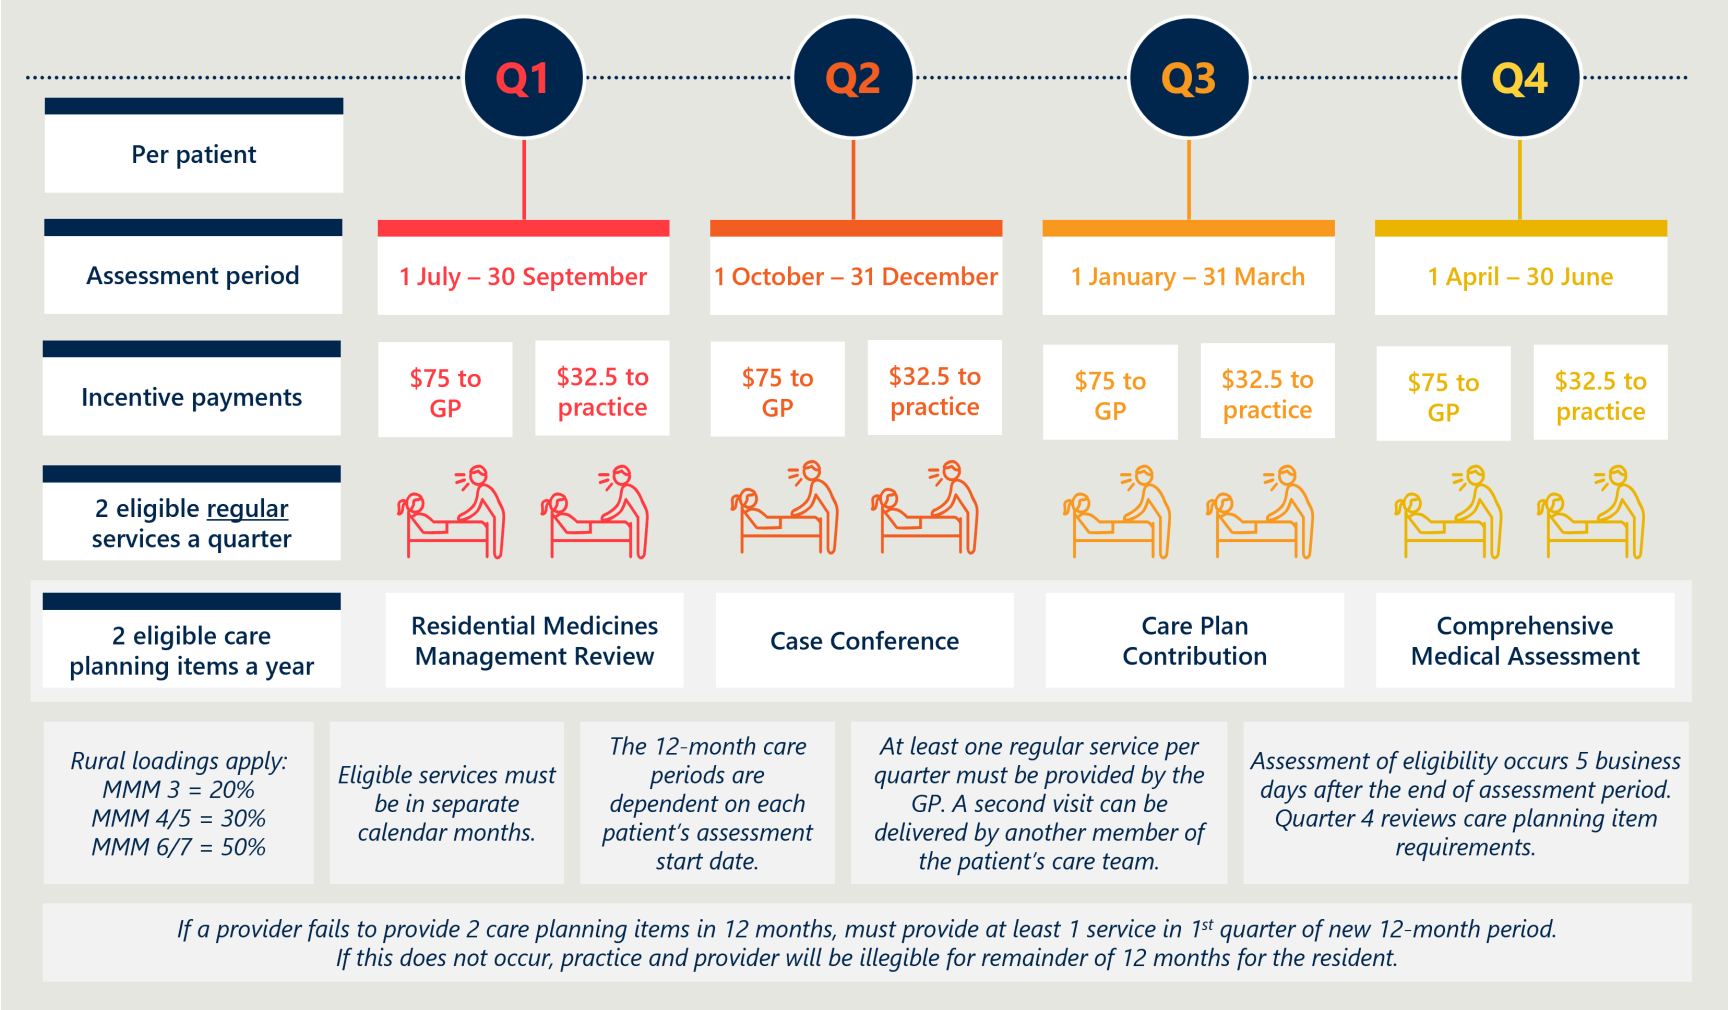 Q1
Q2
Q3
Q4
Per patient
Assessment period
1 July – 30 September
1 October – 31 December
1 January – 31 March
1 April – 30 June
Incentive payments
$75 to
GP
$32.5 to
practice
$75 to
GP
$32.5 to
practice
$75 to
GP
$32.5 to
practice
$75 to
GP
$32.5 to
practice
2 eligible regular
services a quarter
2 eligible care
planning items a year
Residential Medicines
Management Review
Case Conference
Care Plan
Contribution
Comprehensive
Medical Assessment
Rural loadings apply:
MMM 3 = 20%
MMM 4/5 = 30%
MMM 6/7 = 50%
Eligible services must
be in separate
calendar months.
The 12-month care
periods are
dependent on each
patient’s assessment
start date.
At least one regular service per
quarter must be provided by the
GP. A second visit can be
delivered by another member of
the patient’s care team.
Assessment of eligibility occurs 5 business
days after the end of assessment period.
Quarter 4 reviews care planning item
requirements.
If a provider fails to provide 2 care planning items in 12 months, must provide at least 1 service in 1st quarter of new 12-month period.
If this does not occur, practice and provider will be illegible for remainder of 12 months for the resident.